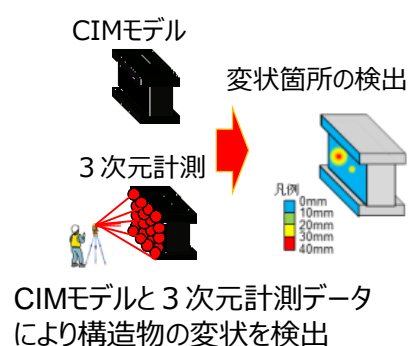 CIMモデル
変状箇所の検出
３次元計測
凡例
0mm
10mm
20mm
30mm
40mm
CIMモデルと３次元計測データ
により構造物の変状を検出